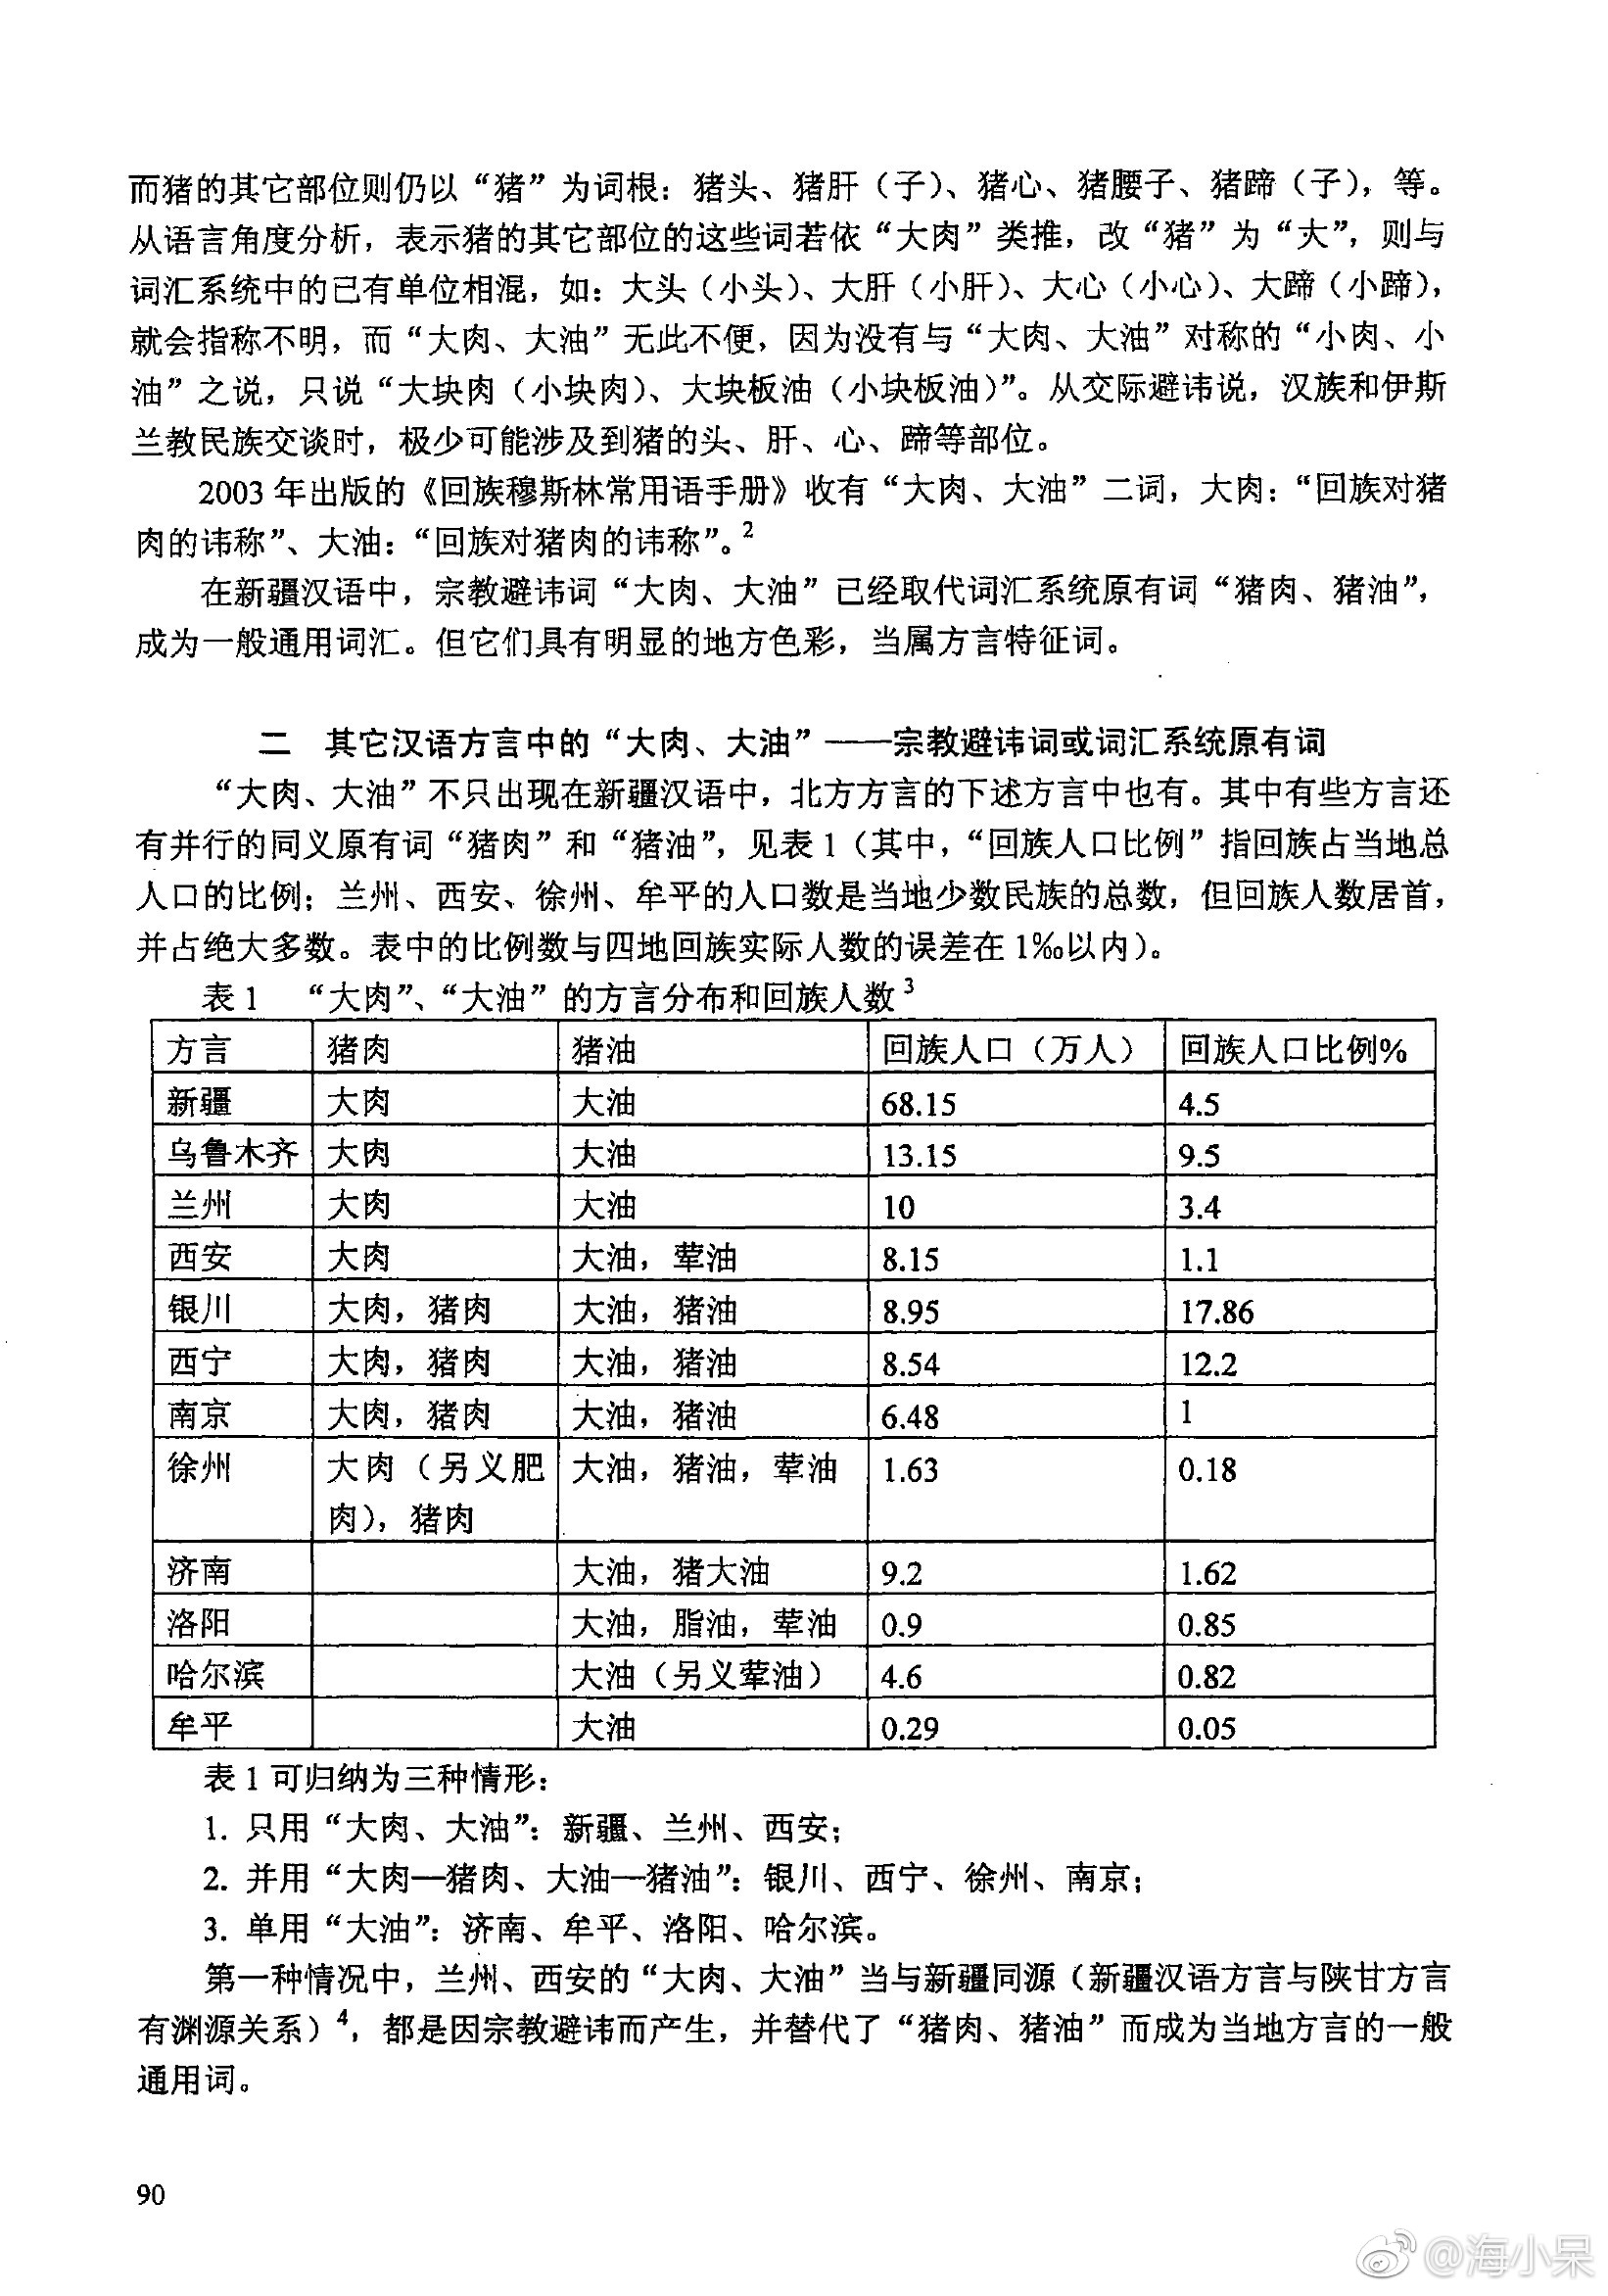 而猪的其它部位则仍以“猪”为词根：猪头、猪肝（子）、猪心、猪腰子、猪蹄（子），等。
从语言角度分析，表示猪的其它部位的这些词若依“大肉”类推，改“猪”为“大”，则与
词汇系统中的已有单位相混，如：大头（小头）、大肝（小肝）、大心（小心）、大蹄（小蹄），
就会指称不明，而“大肉、大油”无此不便，因为没有与“大肉、大油”对称的“小肉、小
油”之说，只说“大块肉（小块肉）、大块板油（小块板油）”。从交际避讳说，汉族和伊斯
兰教民族交谈时，极少可能涉及到猪的头、肝、心、蹄等部位。
2003 年出版的《回族穆斯林常用语手册》收有“大肉、大油”二词，大肉：“回族对猪
肉的讳称”、大油：“回族对猪肉的讳称”。2
在新疆汉语中，宗教避讳词“大肉、大油”已经取代词汇系统原有词“猪肉、猪油”，
成为一般通用词汇。但它们具有明显的地方色彩，当属方言特征词。
二　其它汉语方言中的“大肉、大油”——宗教避讳词或词汇系统原有词
“大肉、大油”不只出现在新疆汉语中，北方方言的下述方言中也有。其中有些方言还
有并行的同义原有词“猪肉”和“猪油”，见表 1（其中，“回族人口比例”指回族占当地总
人口的比例；兰州、西安、徐州、牟平的人口数是当地少数民族的总数，但回族人数居首，
并占绝大多数。表中的比例数与四地回族实际人数的误差在 1‰以内）。
表 1　“大肉”、“大油”的方言分布和回族人数 3
方言 猪肉 猪油 回族人口（万人） 回族人口比例%
新疆 大肉 大油 68.15 4.5
乌鲁木齐 大肉 大油 13.15 9.5
兰州 大肉 大油 10 3.4
西安 大肉 大油，荤油 8.15 1.1
银川 大肉，猪肉 大油，猪油 8.95 17.86
西宁 大肉，猪肉 大油，猪油 8.54 12.2
南京 大肉，猪肉 大油，猪油 6.48 1
徐州 大肉（另义肥 大油，猪油，荤油 1.63 0.18
肉），猪肉
济南 大油，猪大油 9.2 1.62
洛阳 大油，脂油，荤油 0.9 0.85
哈尔滨 大油（另义荤油） 4.6 0.82
牟平 大油 0.29 0.05
表 1 可归纳为三种情形：
1. 只用“大肉、大油”：新疆、兰州、西安；
2. 并用“大肉—猪肉、大油—猪油”：银川、西宁、徐州、南京；
3. 单用“大油”：济南、牟平、洛阳、哈尔滨。
第一种情况中，兰州、西安的“大肉、大油”当与新疆同源（新疆汉语方言与陕甘方言
有渊源关系）4，都是因宗教避讳而产生，并替代了“猪肉、猪油”而成为当地方言的一般
通用词。
90
@海小呆